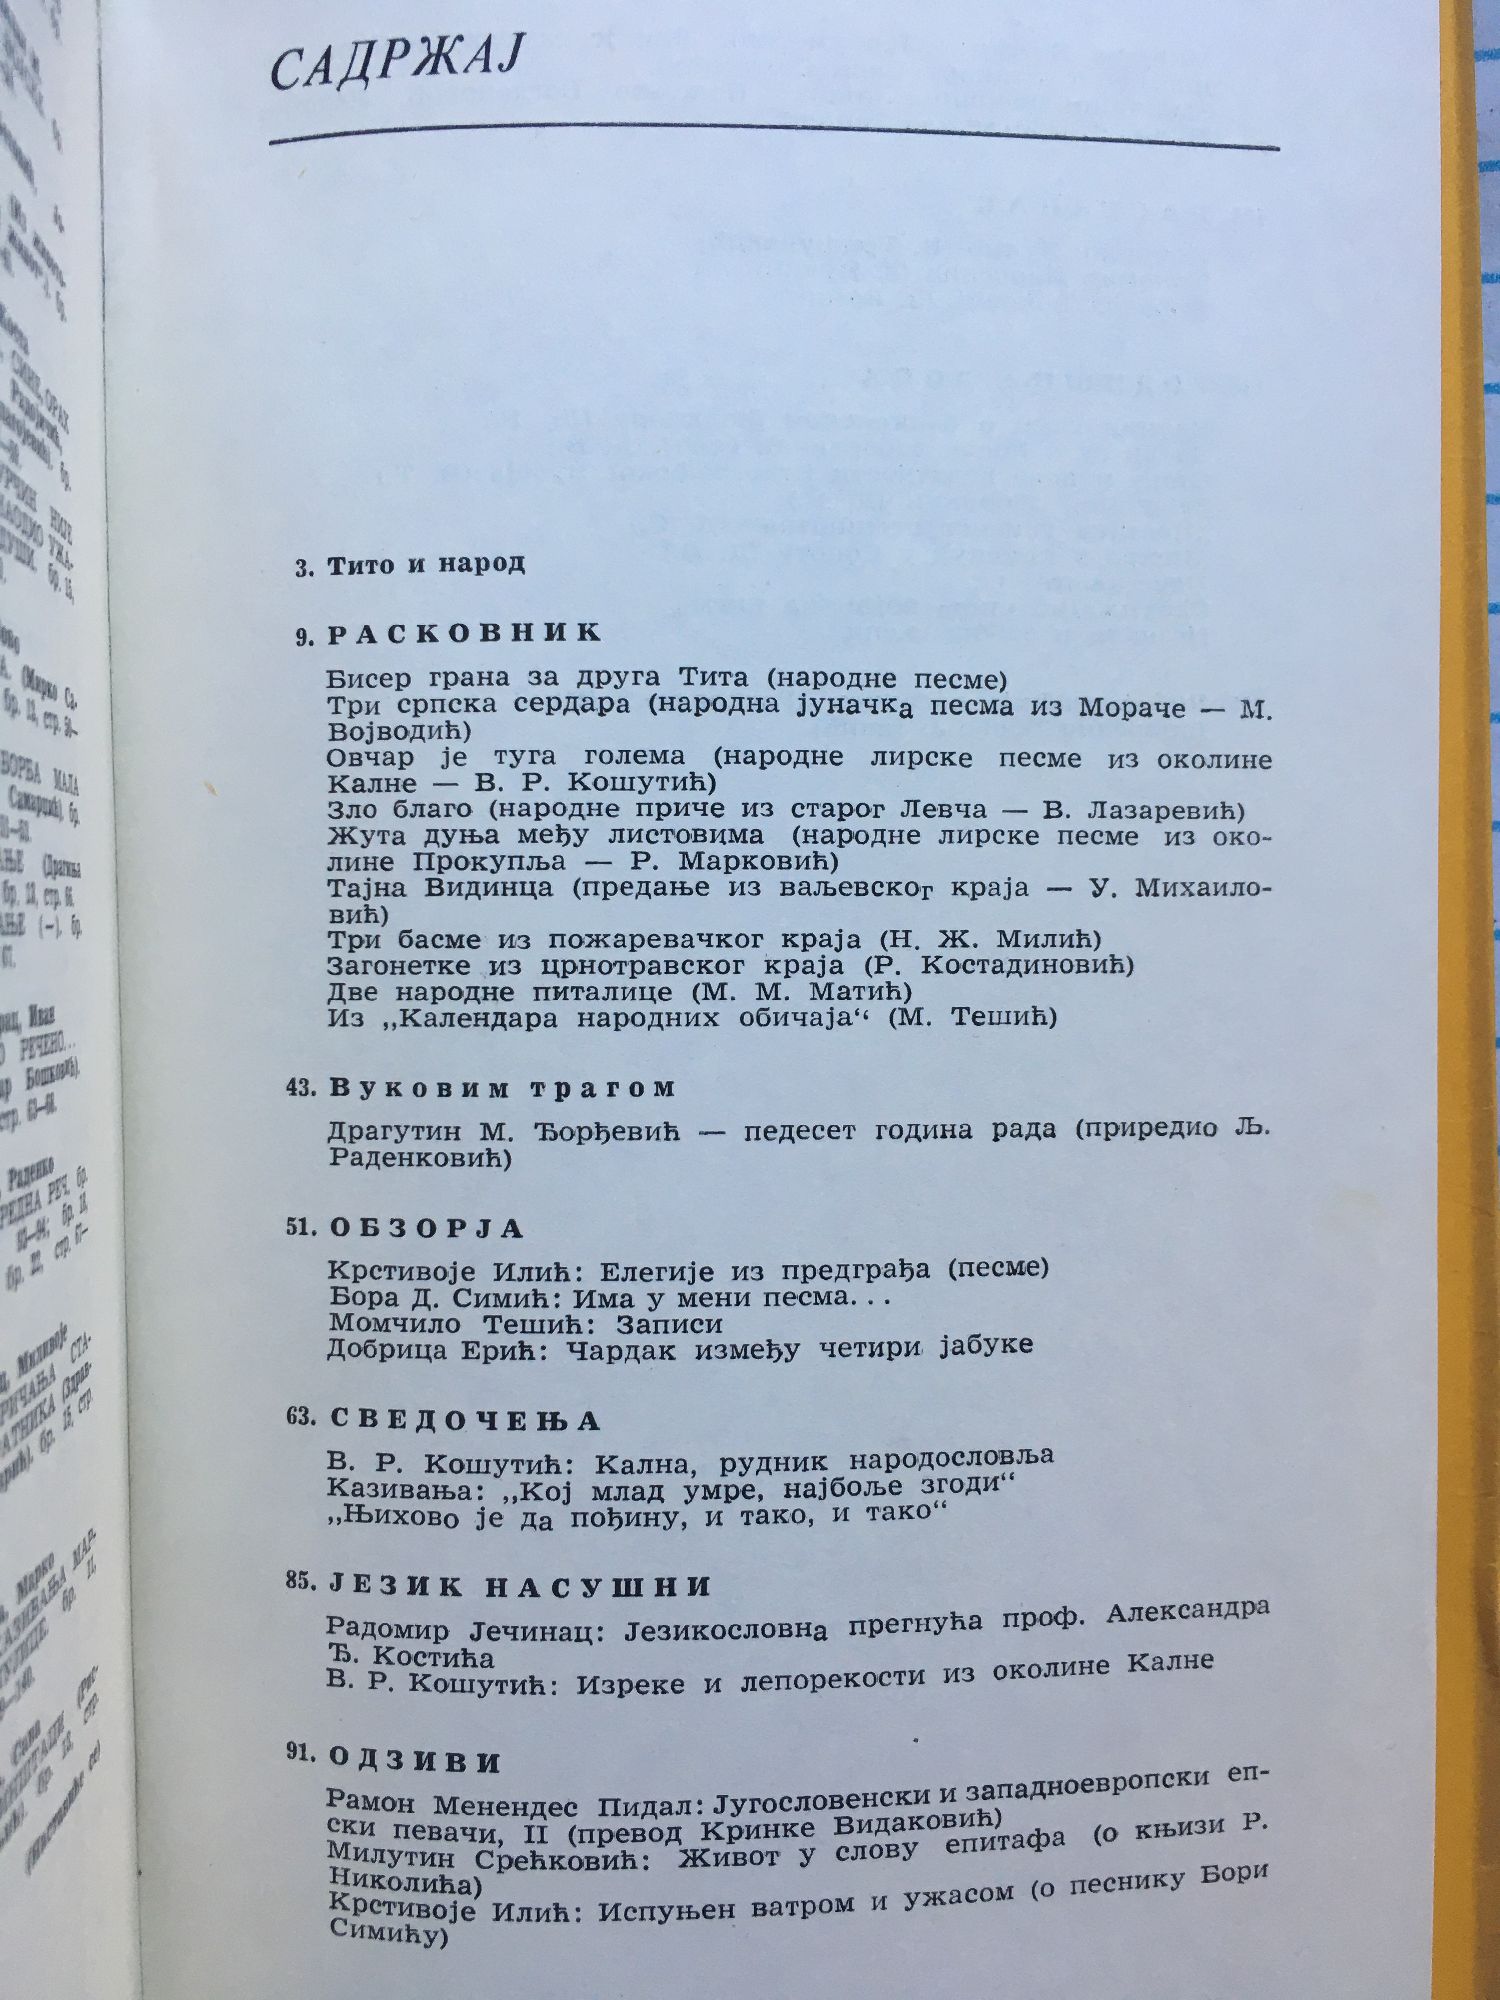 САДРЖАЈ
3. Тито и народ
9. РАСКОВНИК
Бисер грана за друга Тита (народне песме)
Три српска сердара (народна јуначка песма из Мораче — М.
Војводић)
Овчар је туга голема (народне лирске песме из околине
Калне — В. Р. Кошутић)
Зло благо (народне приче из старог Левча — В. Лазаревић)
Жута дуња међу листовима (народне лирске песме из око-
лине Прокупља — Р. Марковић)
Тајна Видинца (предање из ваљевског краја — У. Михаило-
вић)
Три басме из пожаревачког краја (Н. Ж. Милић)
Загонетке из црнотравског краја (Р. Костадиновић)
Две народне питалице (М. М. Матић)
Из „Календара народних обичаја“ (М. Тешић)
43. Вуковим трагом
Драгутин М. Ђорђевић — педесет година рада (приредио Љ.
Раденковић)
51. ОБЗОРЈА
Крстивоје Илић: Елегије из предграђа (песме)
Бора Д. Симић: Има у мени песма...
Момчило Тешић: Записи
Добрица Ерић: Чардак између четири јабуке
63. СВЕДОЧЕЊА
В. Р. Кошутић: Кална, рудник народословља
Казивања: „Кој млад умре, најбоље згоди“
„Њихово је да пођину, и тако, и тако“
85. ЈЕЗИК НАСУШНИ
Радомир Јечинац: Језикословна прегнућа проф. Александра
Ђ. Костића
В. Р. Кошутић: Изреке и лепорекости из околине Калне
91. ОДЗИВИ
Рамон Менендес Пидал: Југословенски и западноевропски еп-
ски певачи, II (превод Кринке Видаковић)
Милутин Срећковић: Живот у слову епитафа (о књизи Р.
Николића)
Крстивоје Илић: Испуњен ватром и ужасом (о песнику Бори
Симићу)